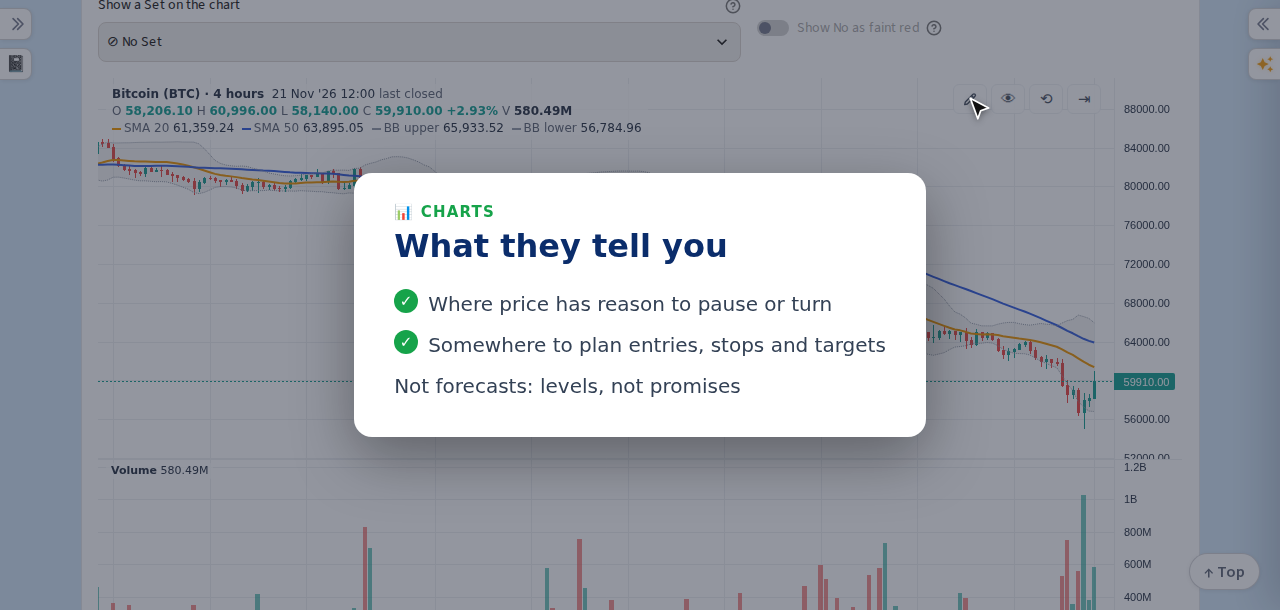 Show a Set on the chart
?
⊘ No Set
Show No as faint red ?
Bitcoin (BTC) · 4 hours 21 Nov '26 12:00 last closed
O 58,206.10 H 60,996.00 L 58,140.00 C 59,910.00 +2.93% V 580.49M
SMA 20 61,359.24 SMA 50 63,895.05 BB upper 65,933.52 BB lower 56,784.96
88000.00
84000.00
80000.00
76000.00
72000.00
68000.00
64000.00
59910.00
56000.00
52000.00
📊 CHARTS
What they tell you
✓ Where price has reason to pause or turn
✓ Somewhere to plan entries, stops and targets
Not forecasts: levels, not promises
Volume 580.49M
1.2B
1B
800M
600M
400M
↑ Top